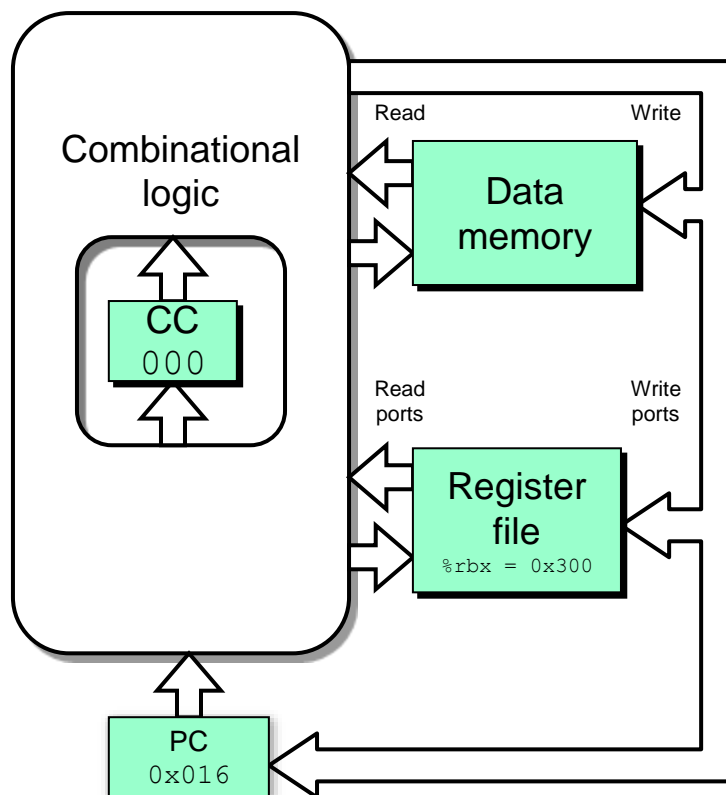 Combinational
logic
CC
000
Read
Write
Data
memory
Read
ports
Write
ports
Register
file
%rbx = 0x300
PC
0x016